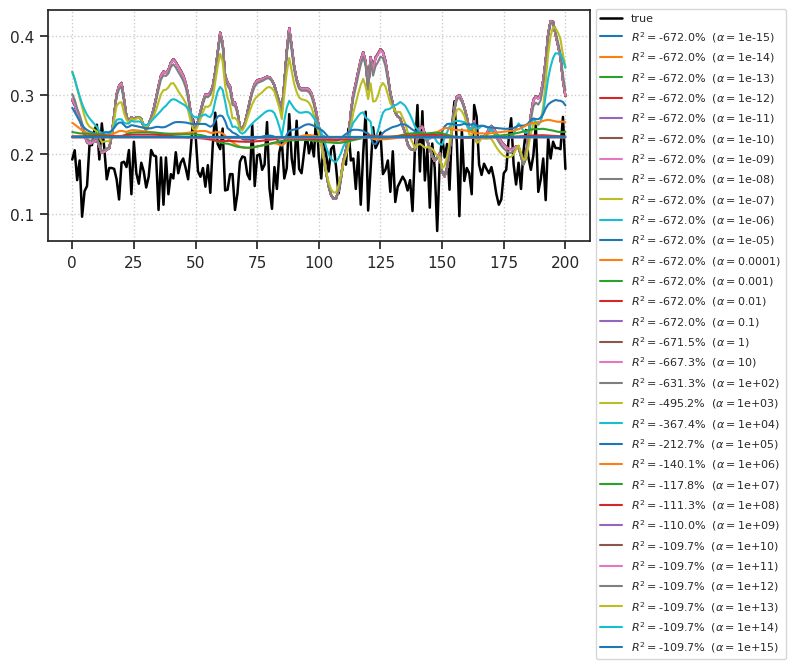 0.4
0.3
0.2
0.1
0 25 50 75 100 125 150 175 200
true
R² = -672.0% (α = 1e-15)
R² = -672.0% (α = 1e-14)
R² = -672.0% (α = 1e-13)
R² = -672.0% (α = 1e-12)
R² = -672.0% (α = 1e-11)
R² = -672.0% (α = 1e-10)
R² = -672.0% (α = 1e-09)
R² = -672.0% (α = 1e-08)
R² = -672.0% (α = 1e-07)
R² = -672.0% (α = 1e-06)
R² = -672.0% (α = 1e-05)
R² = -672.0% (α = 0.0001)
R² = -672.0% (α = 0.001)
R² = -672.0% (α = 0.01)
R² = -672.0% (α = 0.1)
R² = -671.5% (α = 1)
R² = -667.3% (α = 10)
R² = -631.3% (α = 1e+02)
R² = -495.2% (α = 1e+03)
R² = -367.4% (α = 1e+04)
R² = -212.7% (α = 1e+05)
R² = -140.1% (α = 1e+06)
R² = -117.8% (α = 1e+07)
R² = -111.3% (α = 1e+08)
R² = -110.0% (α = 1e+09)
R² = -109.7% (α = 1e+10)
R² = -109.7% (α = 1e+11)
R² = -109.7% (α = 1e+12)
R² = -109.7% (α = 1e+13)
R² = -109.7% (α = 1e+14)
R² = -109.7% (α = 1e+15)